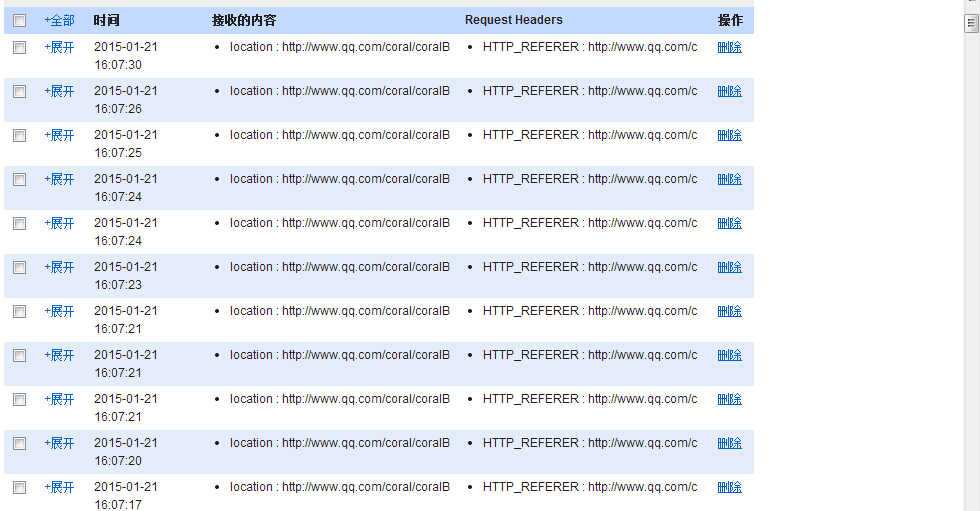 +全部 时间 接收的内容 Request Headers 操作
+展开 2015-01-21 • location : http://www.qq.com/coral/coralB • HTTP_REFERER : http://www.qq.com/c 删除
16:07:30
+展开 2015-01-21 • location : http://www.qq.com/coral/coralB • HTTP_REFERER : http://www.qq.com/c 删除
16:07:26
+展开 2015-01-21 • location : http://www.qq.com/coral/coralB • HTTP_REFERER : http://www.qq.com/c 删除
16:07:25
+展开 2015-01-21 • location : http://www.qq.com/coral/coralB • HTTP_REFERER : http://www.qq.com/c 删除
16:07:24
+展开 2015-01-21 • location : http://www.qq.com/coral/coralB • HTTP_REFERER : http://www.qq.com/c 删除
16:07:24
+展开 2015-01-21 • location : http://www.qq.com/coral/coralB • HTTP_REFERER : http://www.qq.com/c 删除
16:07:23
+展开 2015-01-21 • location : http://www.qq.com/coral/coralB • HTTP_REFERER : http://www.qq.com/c 删除
16:07:21
+展开 2015-01-21 • location : http://www.qq.com/coral/coralB • HTTP_REFERER : http://www.qq.com/c 删除
16:07:21
+展开 2015-01-21 • location : http://www.qq.com/coral/coralB • HTTP_REFERER : http://www.qq.com/c 删除
16:07:21
+展开 2015-01-21 • location : http://www.qq.com/coral/coralB • HTTP_REFERER : http://www.qq.com/c 删除
16:07:20
+展开 2015-01-21 • location : http://www.qq.com/coral/coralB • HTTP_REFERER : http://www.qq.com/c 删除
16:07:17